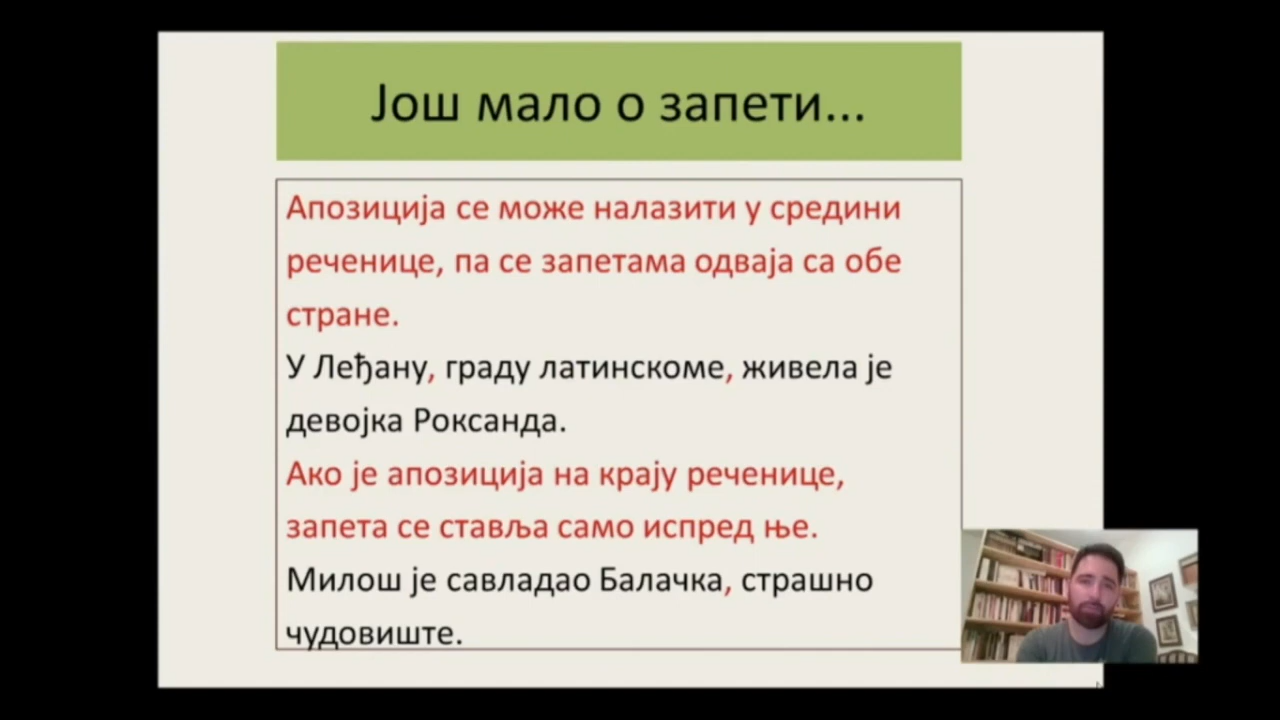 Још мало о запети...
Апозиција се може налазити у средини
реченице, па се запетама одваја са обе
стране.
У Леђану, граду латинскоме, живела је
девојка Роксанда.
Ако је апозиција на крају реченице,
запета се ставља само испред ње.
Милош је савладао Балачка, страшно
чудовиште.